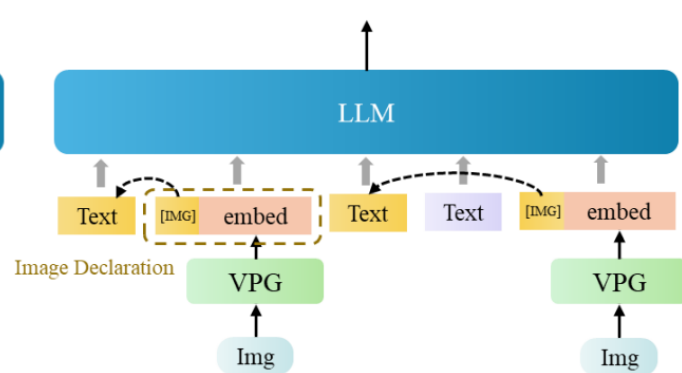 LLM
Text
[IMG]
embed
Text
Text
[IMG]
embed
Image Declaration
VPG
VPG
Img
Img